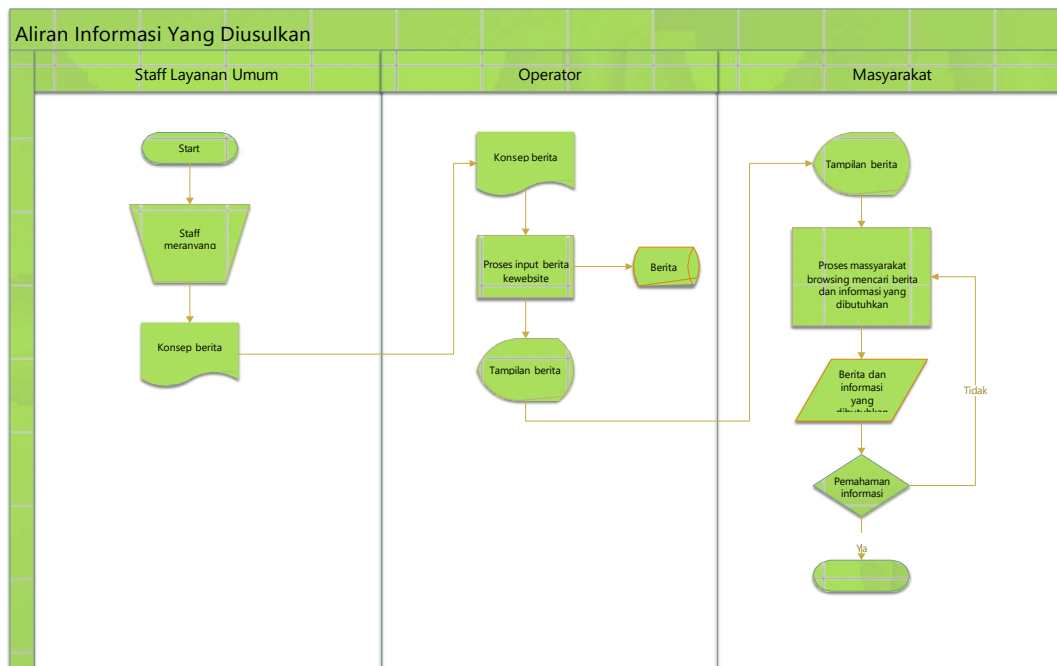 Aliran Informasi Yang Diusulkan
Staff Layanan Umum
Operator
Masyarakat
Start
Staff
meranvang
Konsep berita
Konsep berita
Proses input berita
kewebsite
Berita
Tampilan berita
Tampilan berita
Proses massyarakat
browsing mencari berita
dan informasi yang
dibutuhkan
Berita dan
informasi
yang
dibutuhkan
Tidak
Pemahaman
informasi
Ya